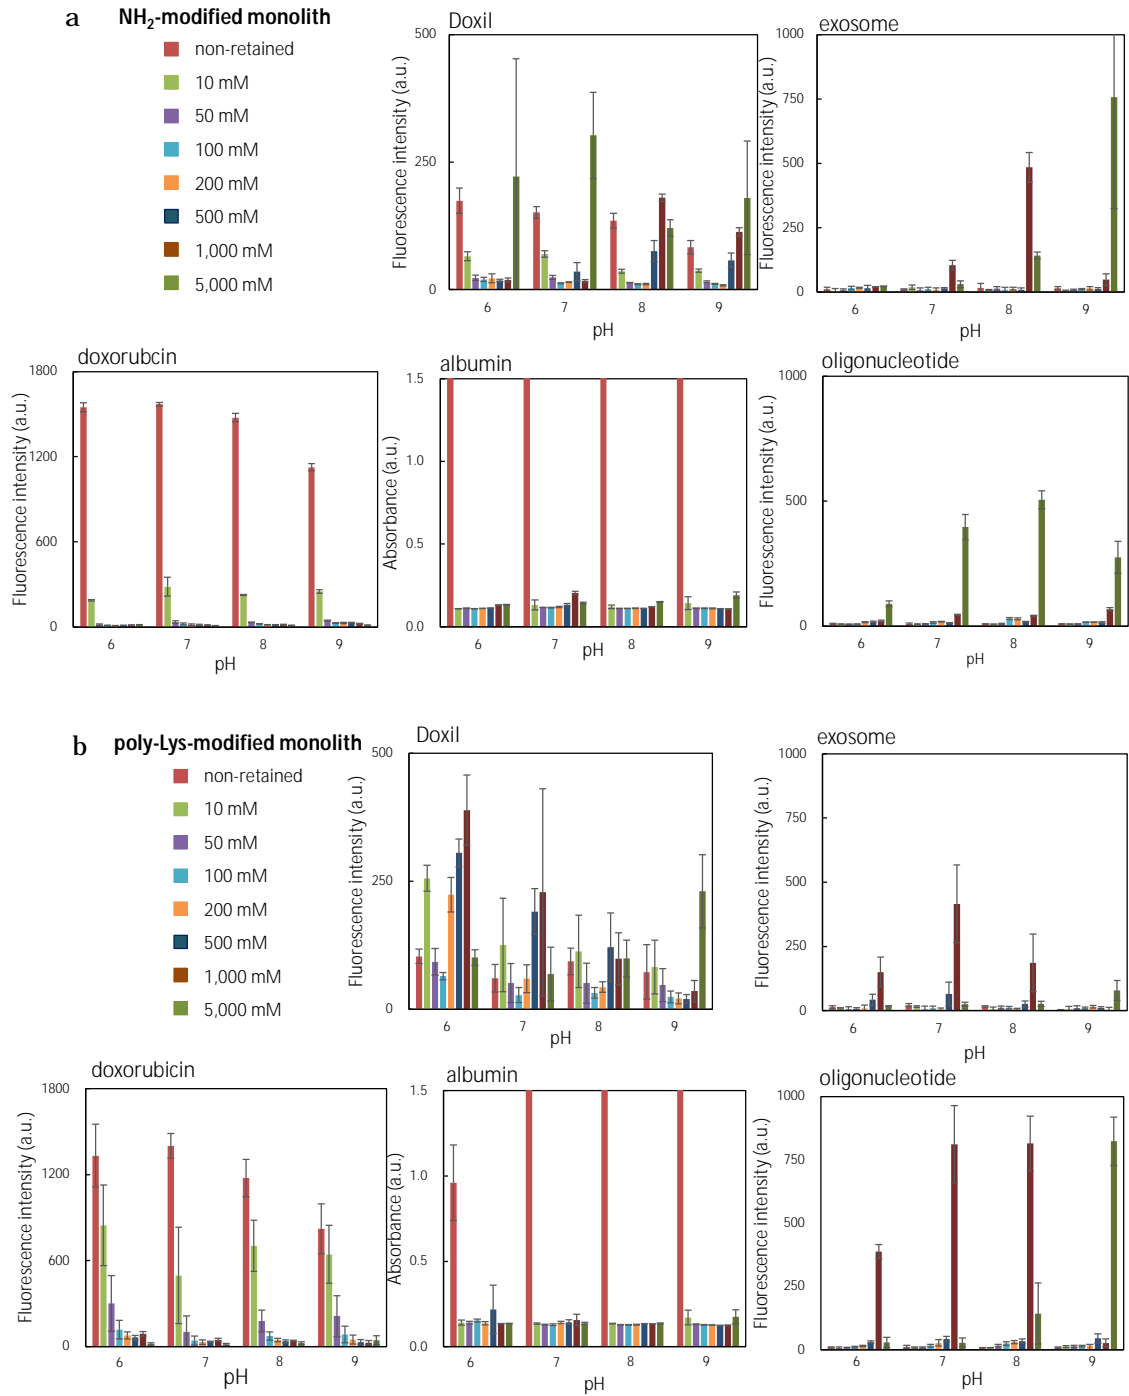 a NH2-modified monolith
non-retained
10 mM
50 mM
100 mM
200 mM
500 mM
1,000 mM
5,000 mM
Doxil
Fluorescence intensity (a.u.)
500
250
0
6 7 8 9
pH
exosome
Fluorescence intensity (a.u.)
1000
750
500
250
0
6 7 8 9
pH
doxorubcin
Fluorescence intensity (a.u.)
1800
1200
600
0
6 7 8 9
pH
albumin
Absorbance (a.u.)
1.5
1.0
0.5
0.0
6 7 8 9
pH
oligonucleotide
Fluorescence intensity (a.u.)
1000
500
0
6 7 8 9
pH
b poly-Lys-modified monolith
non-retained
10 mM
50 mM
100 mM
200 mM
500 mM
1,000 mM
5,000 mM
Doxil
Fluorescence intensity (a.u.)
500
250
0
6 7 8 9
pH
exosome
Fluorescence intensity (a.u.)
1000
750
500
250
0
6 7 8 9
pH
doxorubicin
Fluorescence intensity (a.u.)
1800
1200
600
0
6 7 8 9
pH
albumin
Absorbance (a.u.)
1.5
1.0
0.5
0.0
6 7 8 9
pH
oligonucleotide
Fluorescence intensity (a.u.)
1000
750
500
250
0
6 7 8 9
pH